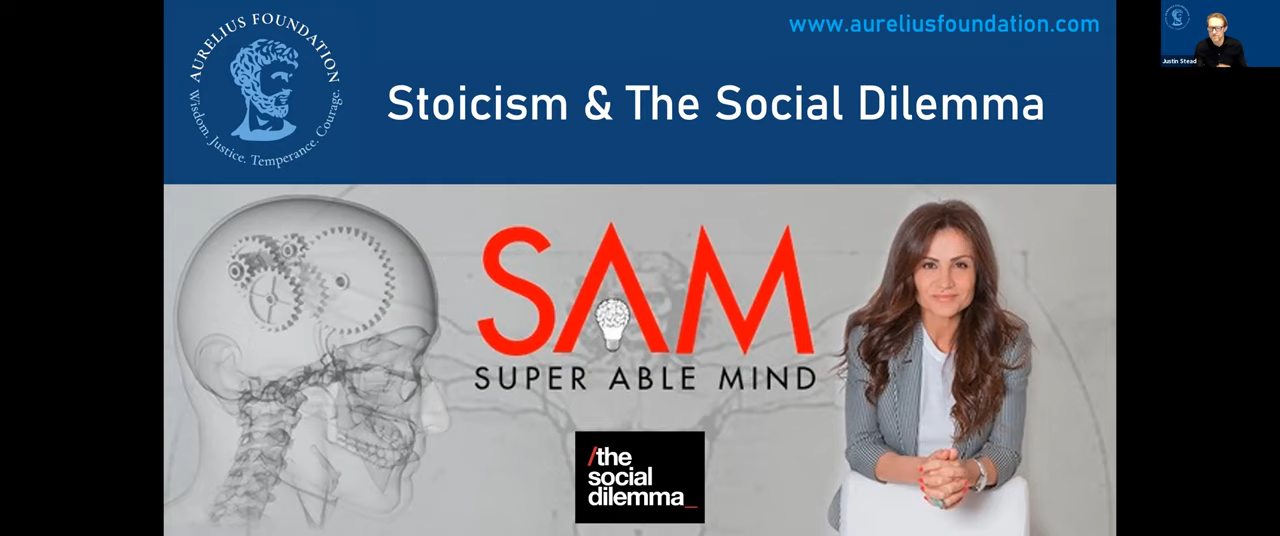 AURELIUS FOUNDATION
Wisdom. Justice. Temperance. Courage.
www.aureliusfoundation.com
Stoicism & The Social Dilemma
SAM
SUPER ABLE MIND
/the
social
dilemma_
Justin Stead